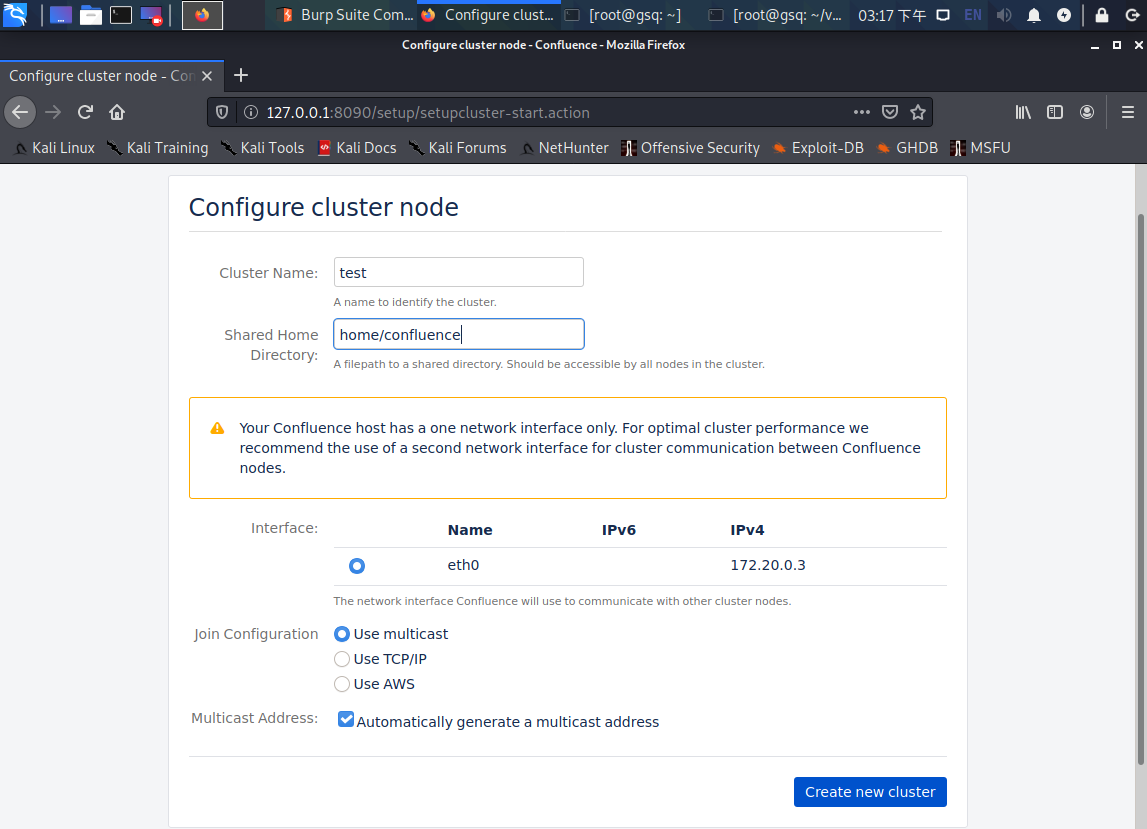 Burp Suite Com... Configure clust... [root@gsq: ~] [root@gsq: ~/v... 03:17 下午 EN
Configure cluster node - Confluence - Mozilla Firefox
Configure cluster node - Con
127.0.0.1:8090/setup/setupcluster-start.action
Kali Linux Kali Training Kali Tools Kali Docs Kali Forums NetHunter Offensive Security Exploit-DB GHDB MSFU
Configure cluster node
Cluster Name: test
A name to identify the cluster.
Shared Home Directory: home/confluence
A filepath to a shared directory. Should be accessible by all nodes in the cluster.
Your Confluence host has a one network interface only. For optimal cluster performance we
recommend the use of a second network interface for cluster communication between Confluence
nodes.
Interface: Name IPv6 IPv4
eth0 172.20.0.3
The network interface Confluence will use to communicate with other cluster nodes.
Join Configuration Use multicast
Use TCP/IP
Use AWS
Multicast Address: Automatically generate a multicast address
Create new cluster